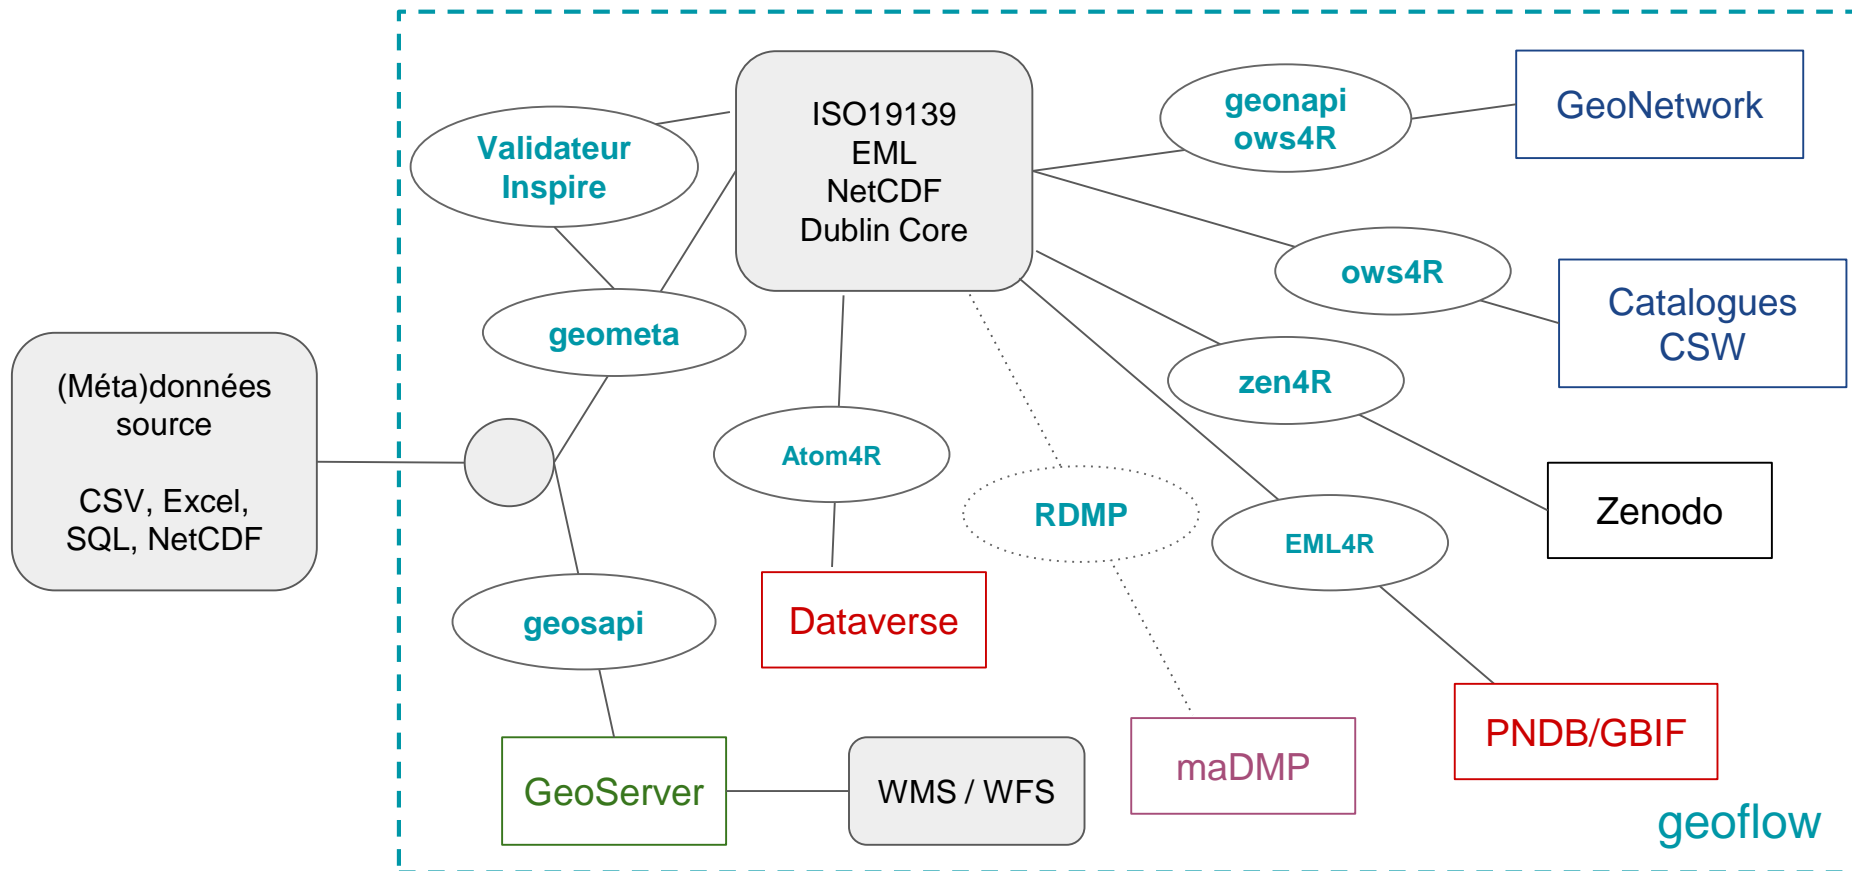 ISO19139
EML
NetCDF
Dublin Core
geonapi
ows4R
GeoNetwork
Validateur
Inspire
ows4R
Catalogues
CSW
geometa
zen4R
(Méta)données
source
CSV, Excel,
SQL, NetCDF
Atom4R
RDMP
EML4R
Zenodo
geosapi
Dataverse
PNDB/GBIF
GeoServer
WMS / WFS
maDMP
geoflow